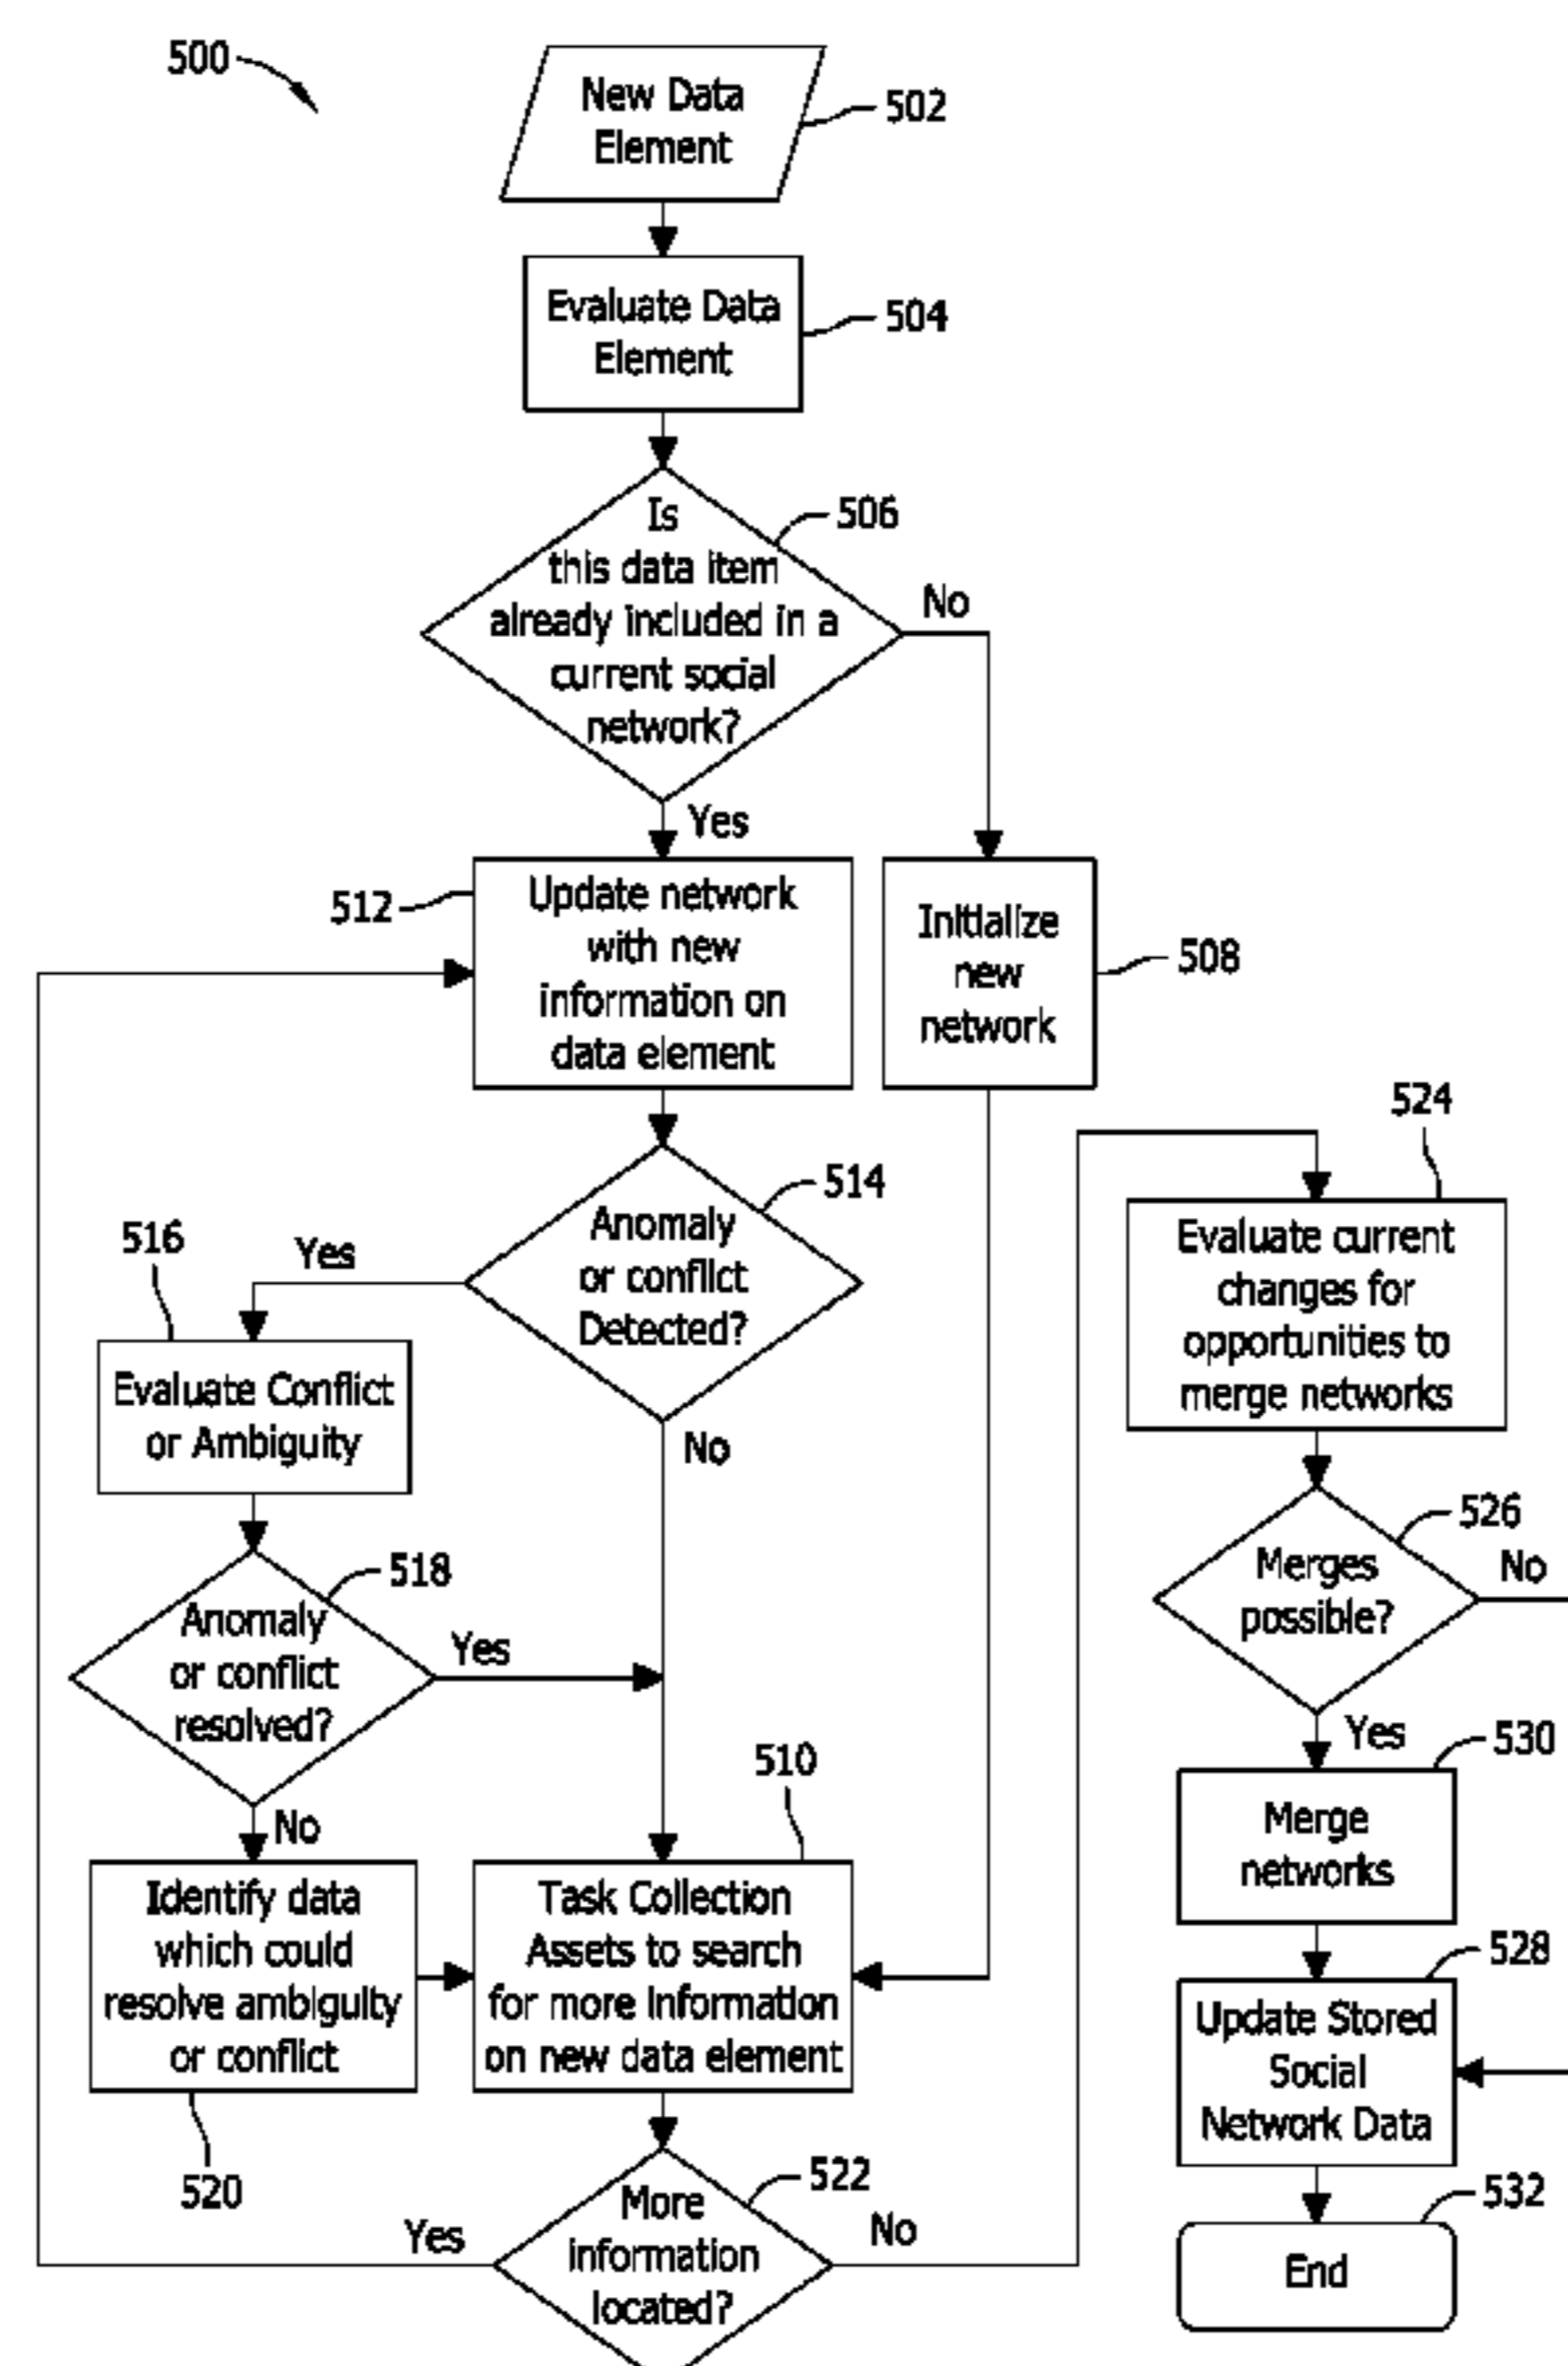 500
New Data
Element
502
Evaluate Data
Element
504
Is
this data item
already included in a
current social
network?
506
No
Yes
512
Update network
with new
information on
data element
Initialize
new
network
508
514
Anomaly
or conflict
Detected?
Yes
No
516
Evaluate Conflict
or Ambiguity
518
Anomaly
or conflict
resolved?
Yes
No
Identify data
which could
resolve ambiguity
or conflict
520
510
Task Collection
Assets to search
for more information
on new data element
522
More
information
located?
Yes
No
524
Evaluate current
changes for
opportunities to
merge networks
526
Merges
possible?
No
Yes
530
Merge
networks
528
Update Stored
Social
Network Data
532
End